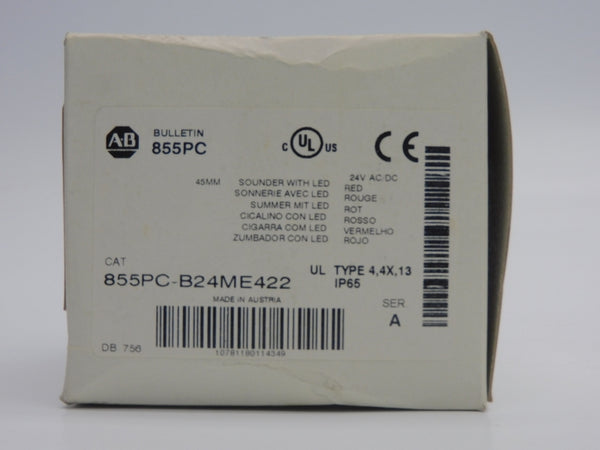 A-B
BULLETIN
855PC
C UL US
CE
45MM SOUNDER WITH LED 24V AC/DC RED
SONNERIE AVEC LED ROUGE
SUMMER MIT LED ROT
CICALINO CON LED ROSSO
CIGARRA COM LED VERMELHO
ZUMBADOR CON LED ROJO
CAT
855PC-B24ME422
UL TYPE 4,4X,13
IP65
MADE IN AUSTRIA
SER
A
DB 756
10781180114349